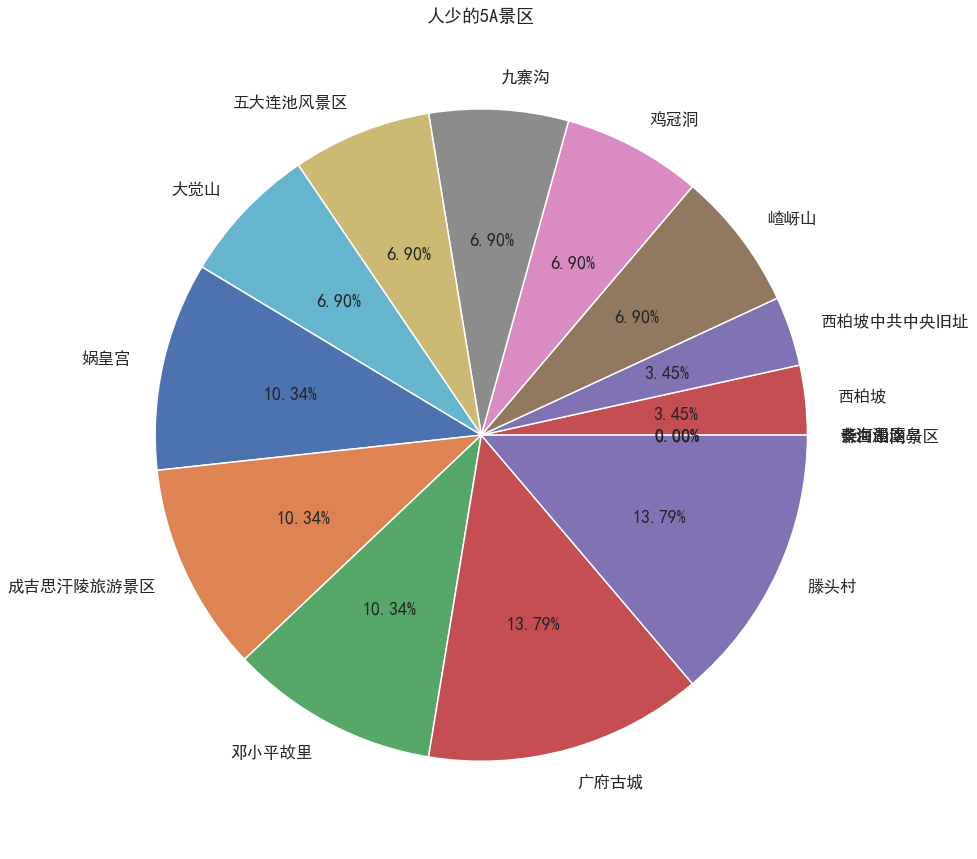 人少的5A景区
九寨沟
五大连池风景区
鸡冠洞
大觉山
嵖岈山
6.90%
6.90%
6.90%
6.90%
6.90%
西柏坡中共中央旧址
娲皇宫
3.45%
10.34%
西柏坡
3.45%
0.00%
10.34%
13.79%
成吉思汗陵旅游景区
滕头村
10.34%
13.79%
邓小平故里
广府古城